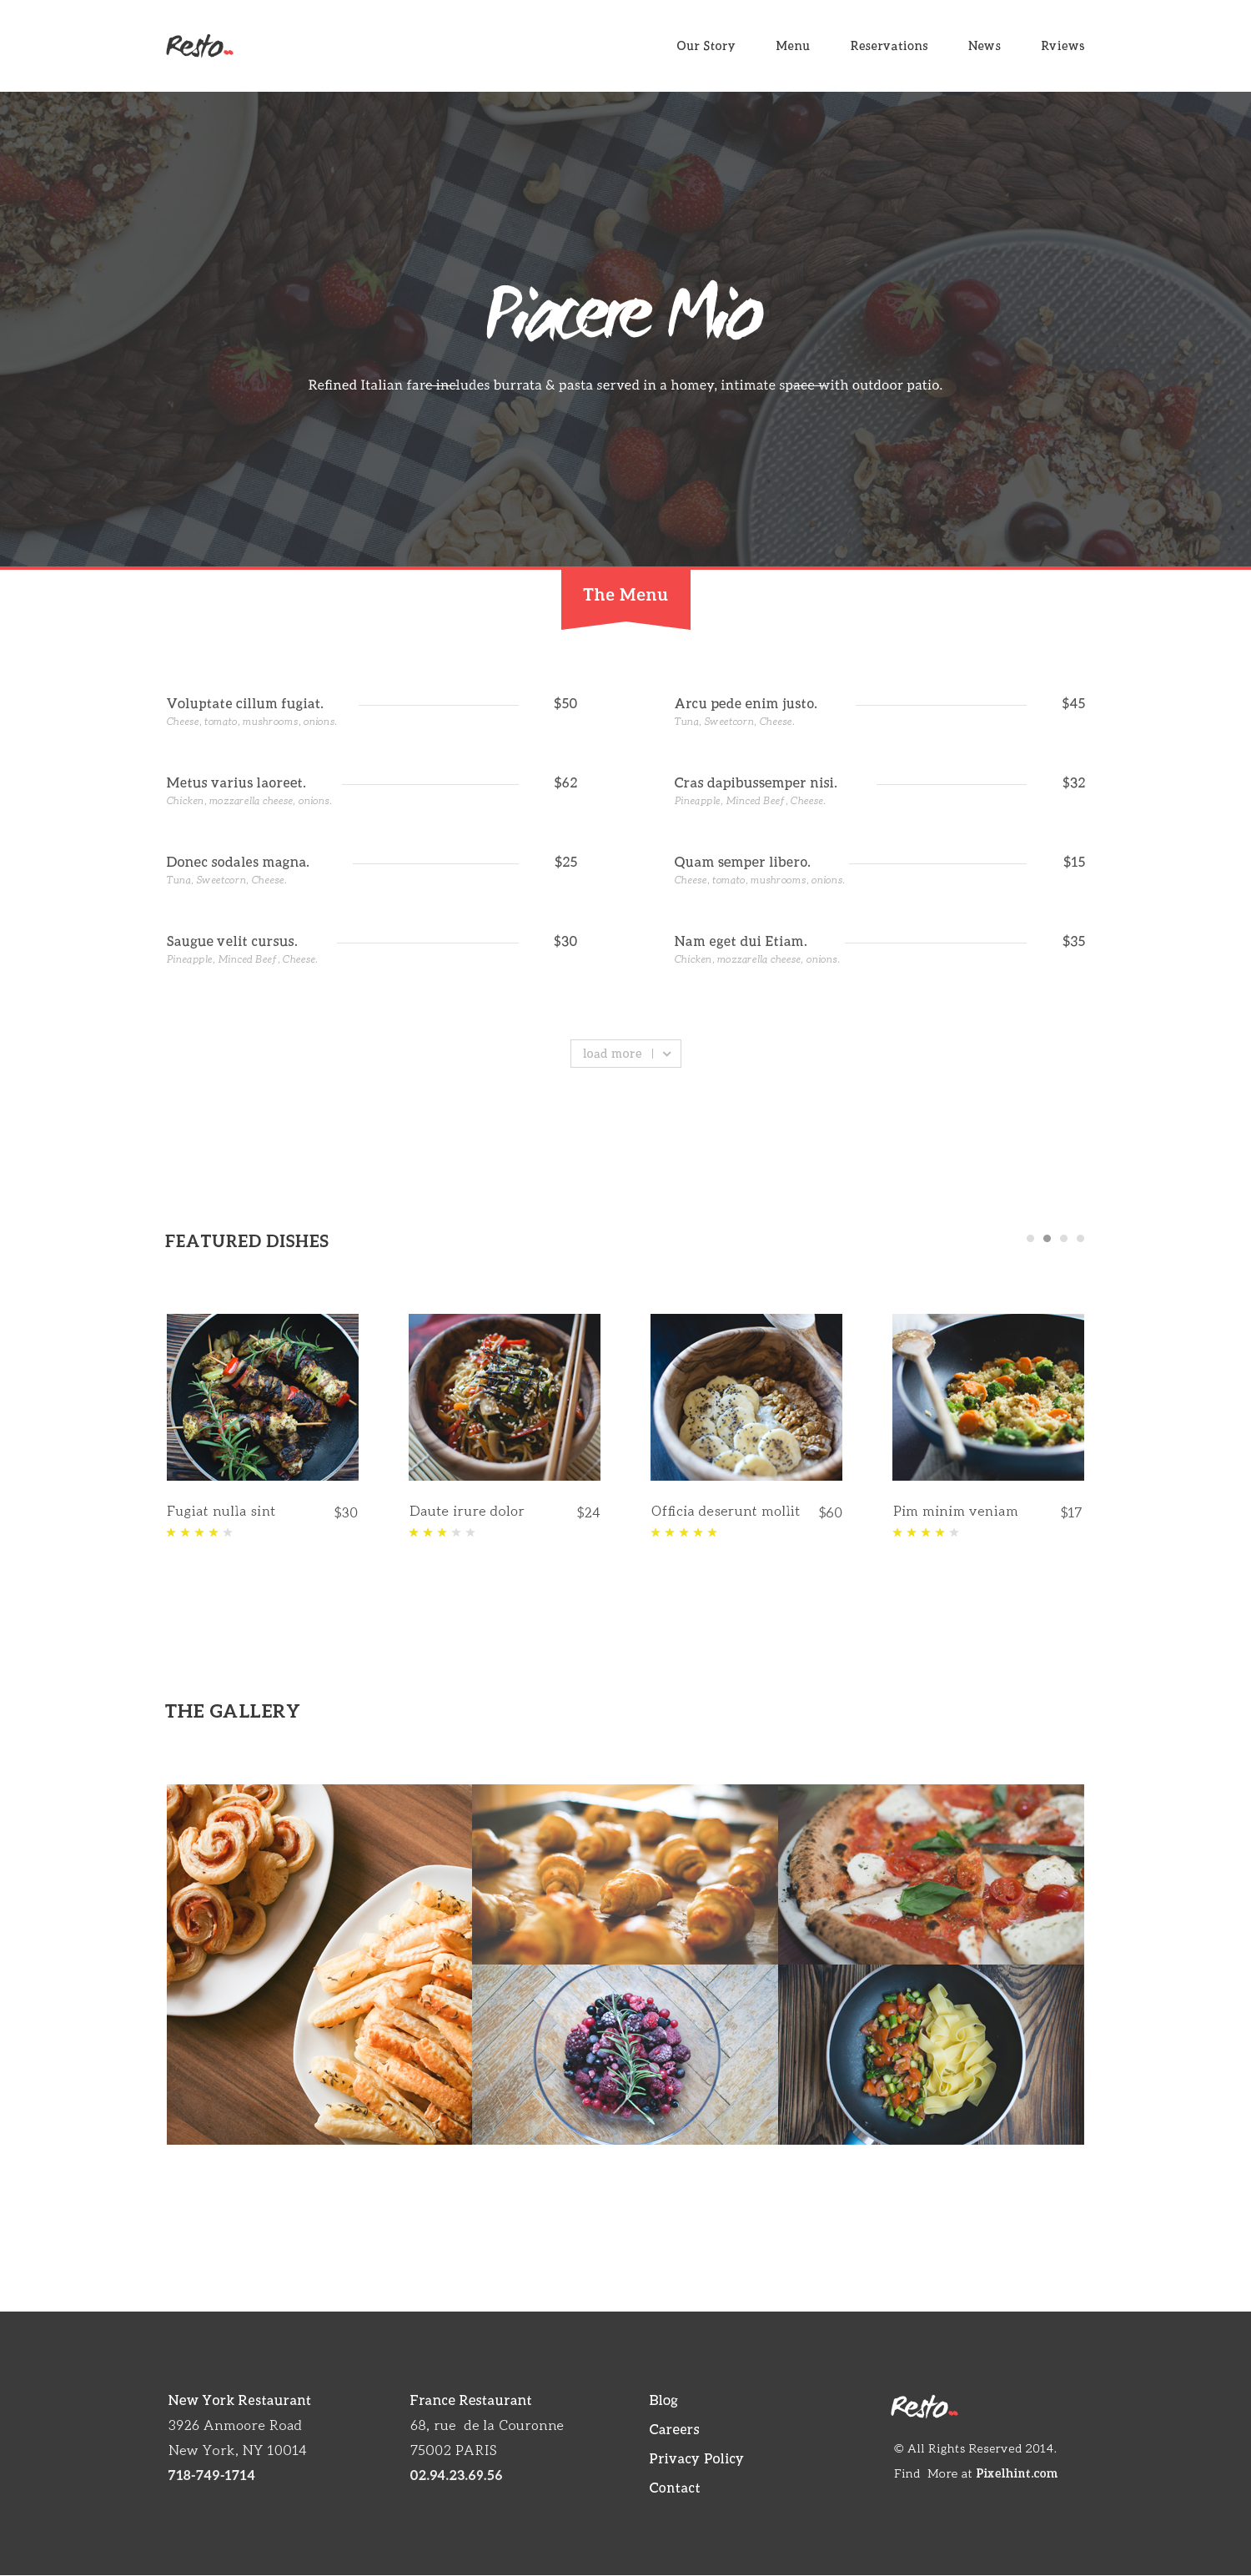 Resto
Our Story Menu Reservations News Rviews
Piacere Mio
Refined Italian fare includes burrata & pasta served in a homey, intimate space with outdoor patio.
The Menu
Voluptate cillum fugiat. $50
Cheese, tomato, mushrooms, onions.
Arcu pede enim justo. $45
Tuna, Sweetcorn, Cheese.
Metus varius laoreet. $62
Chicken, mozzarella cheese, onions.
Cras dapibussemper nisi. $32
Pineapple, Minced Beef, Cheese.
Donec sodales magna. $25
Tuna, Sweetcorn, Cheese.
Quam semper libero. $15
Cheese, tomato, mushrooms, onions.
Saugue velit cursus. $30
Pineapple, Minced Beef, Cheese.
Nam eget dui Etiam. $35
Chicken, mozzarella cheese, onions.
load more
FEATURED DISHES
Fugiat nulla sint $30
Daute irure dolor $24
Officia deserunt mollit $60
Pim minim veniam $17
THE GALLERY
New York Restaurant
3926 Anmoore Road
New York, NY 10014
718-749-1714
France Restaurant
68, rue de la Couronne
75002 PARIS
02.94.23.69.56
Blog
Careers
Privacy Policy
Contact
Resto
© All Rights Reserved 2014.
Find More at Pixelhint.com